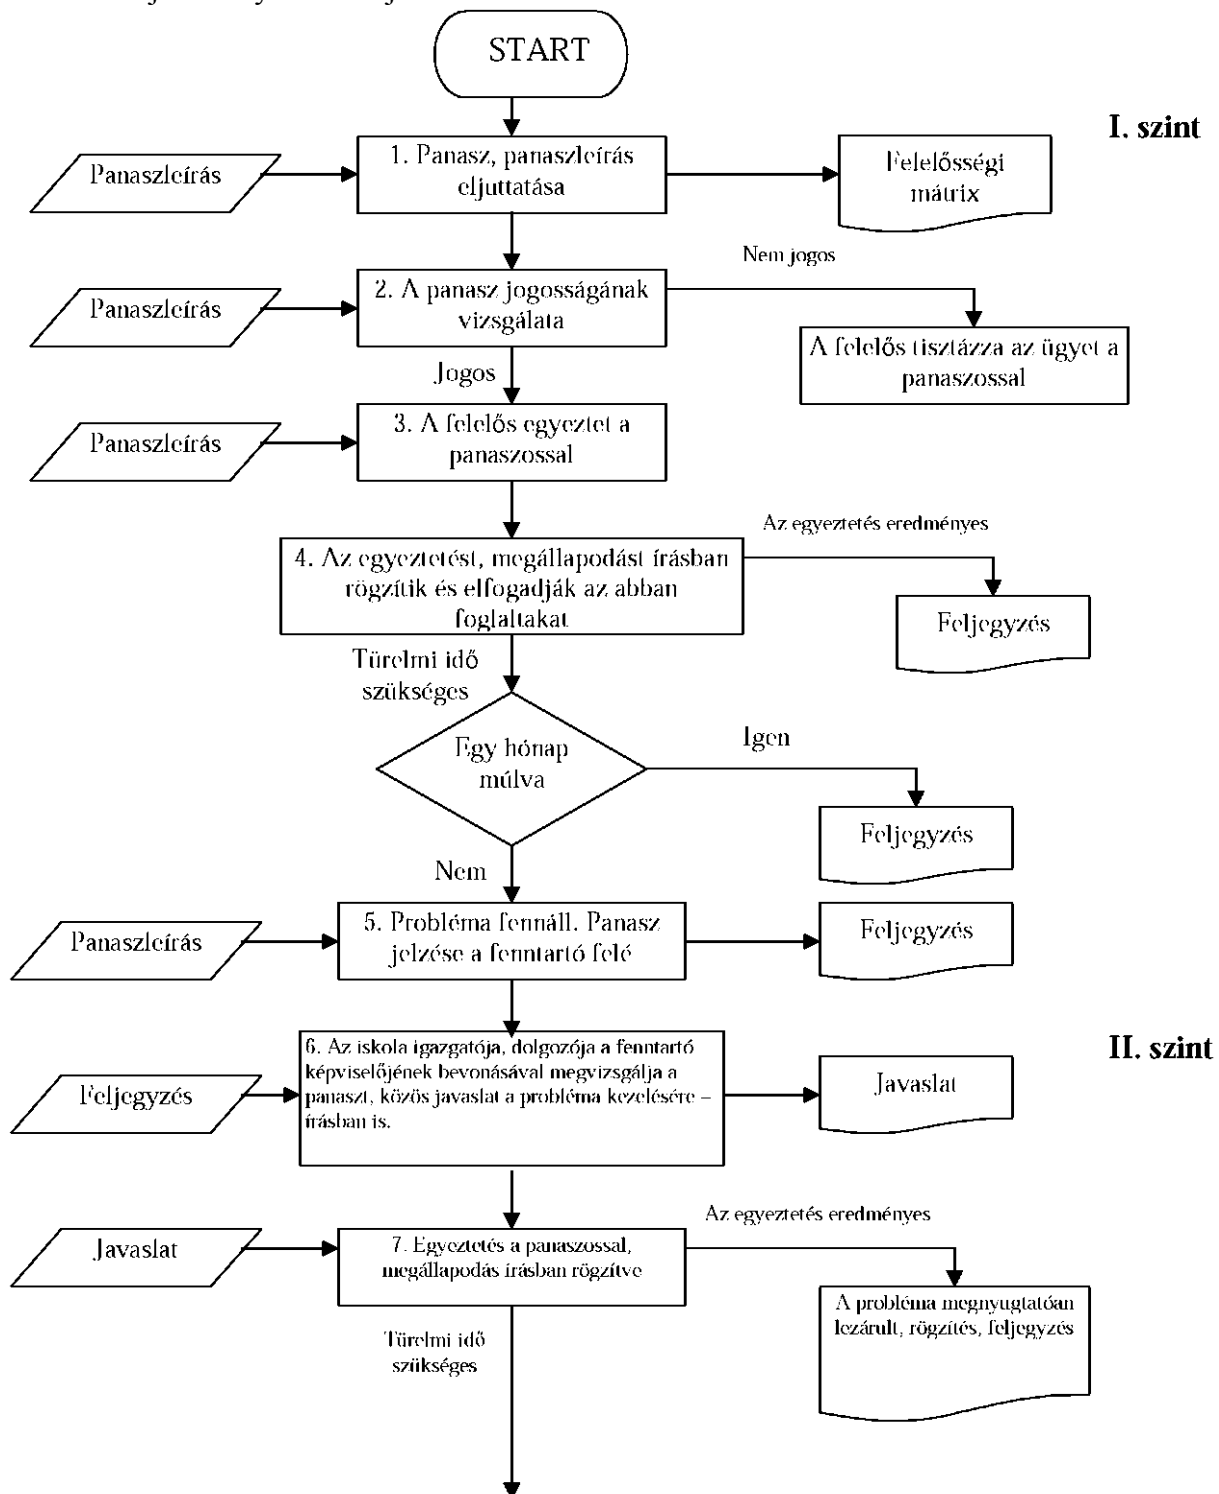 START
I. szint
Panaszleírás
1. Panasz, panaszleírás
eljuttatása
Felelősségi
mátrix
Nem jogos
Panaszleírás
2. A panasz jogosságának
vizsgálata
A felelős tisztázza az ügyet a
panaszossal
Jogos
Panaszleírás
3. A felelős egyeztet a
panaszossal
Az egyeztetés eredményes
4. Az egyeztetést, megállapodást írásban
rögzítik és elfogadják az abban
foglaltakat
Feljegyzés
Türelmi idő
szükséges
Egy hónap
múlva
Igen
Feljegyzés
Nem
Panaszleírás
5. Probléma fennáll. Panasz
jelzése a fenntartó felé
Feljegyzés
II. szint
Feljegyzés
6. Az iskola igazgatója, dolgozója a fenntartó
képviselőjének bevonásával megvizsgálja a
panaszt, közös javaslat a probléma kezelésére –
írásban is.
Javaslat
Az egyeztetés eredményes
Javaslat
7. Egyeztetés a panaszossal,
megállapodás írásban rögzítve
A probléma megnyugtatóan
lezárult, rögzítés, feljegyzés
Türelmi idő
szükséges